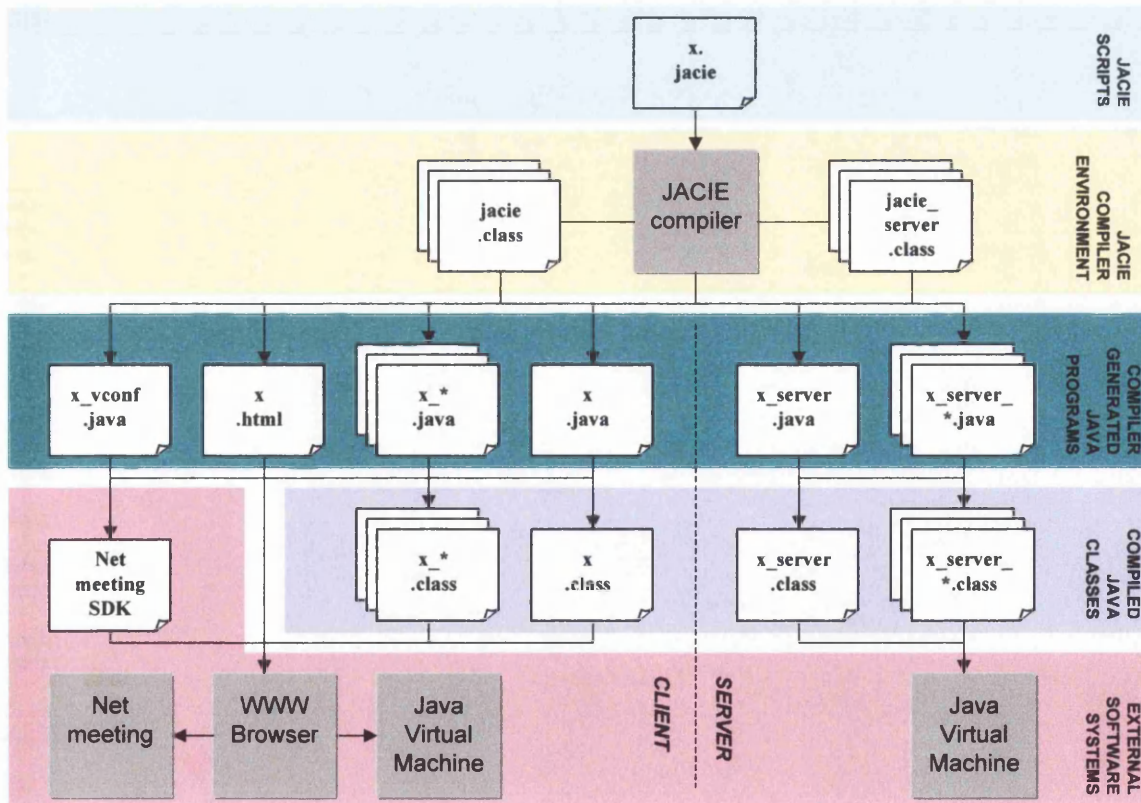 x.
jacie
JACIE
SCRIPTS
jacie
.class
JACIE
compiler
jacie_
server
.class
JACIE
COMPILER
ENVIRONMENT
x_vconf
.java
x
.html
x_*
.java
x
.java
x_server
.java
x_server_
*.java
COMPILER
GENERATED
JAVA
PROGRAMS
Net
meeting
SDK
x_*
.class
x
.class
x_server
.class
x_server_
*.class
COMPILED
JAVA
CLASSES
Net
meeting
WWW
Browser
Java
Virtual
Machine
CLIENT
SERVER
Java
Virtual
Machine
EXTERNAL
SOFTWARE
SYSTEMS